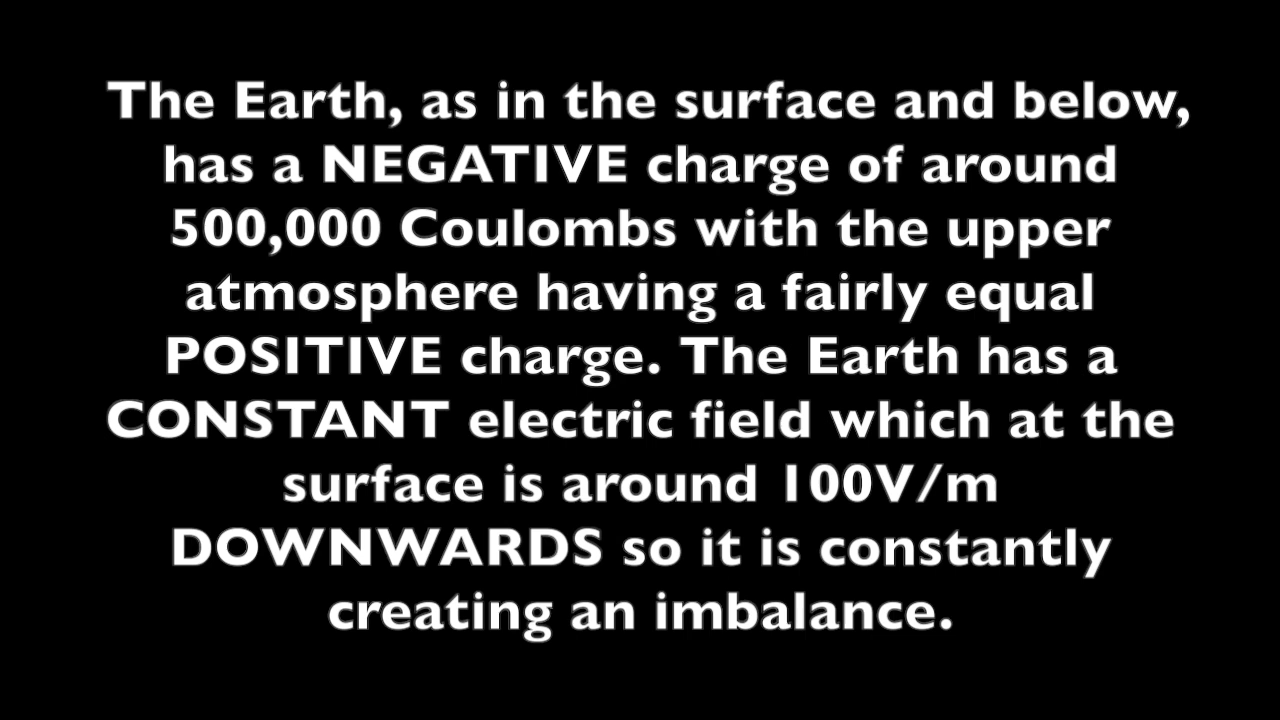 The Earth, as in the surface and below,
has a NEGATIVE charge of around
500,000 Coulombs with the upper
atmosphere having a fairly equal
POSITIVE charge. The Earth has a
CONSTANT electric field which at the
surface is around 100V/m
DOWNWARDS so it is constantly
creating an imbalance.